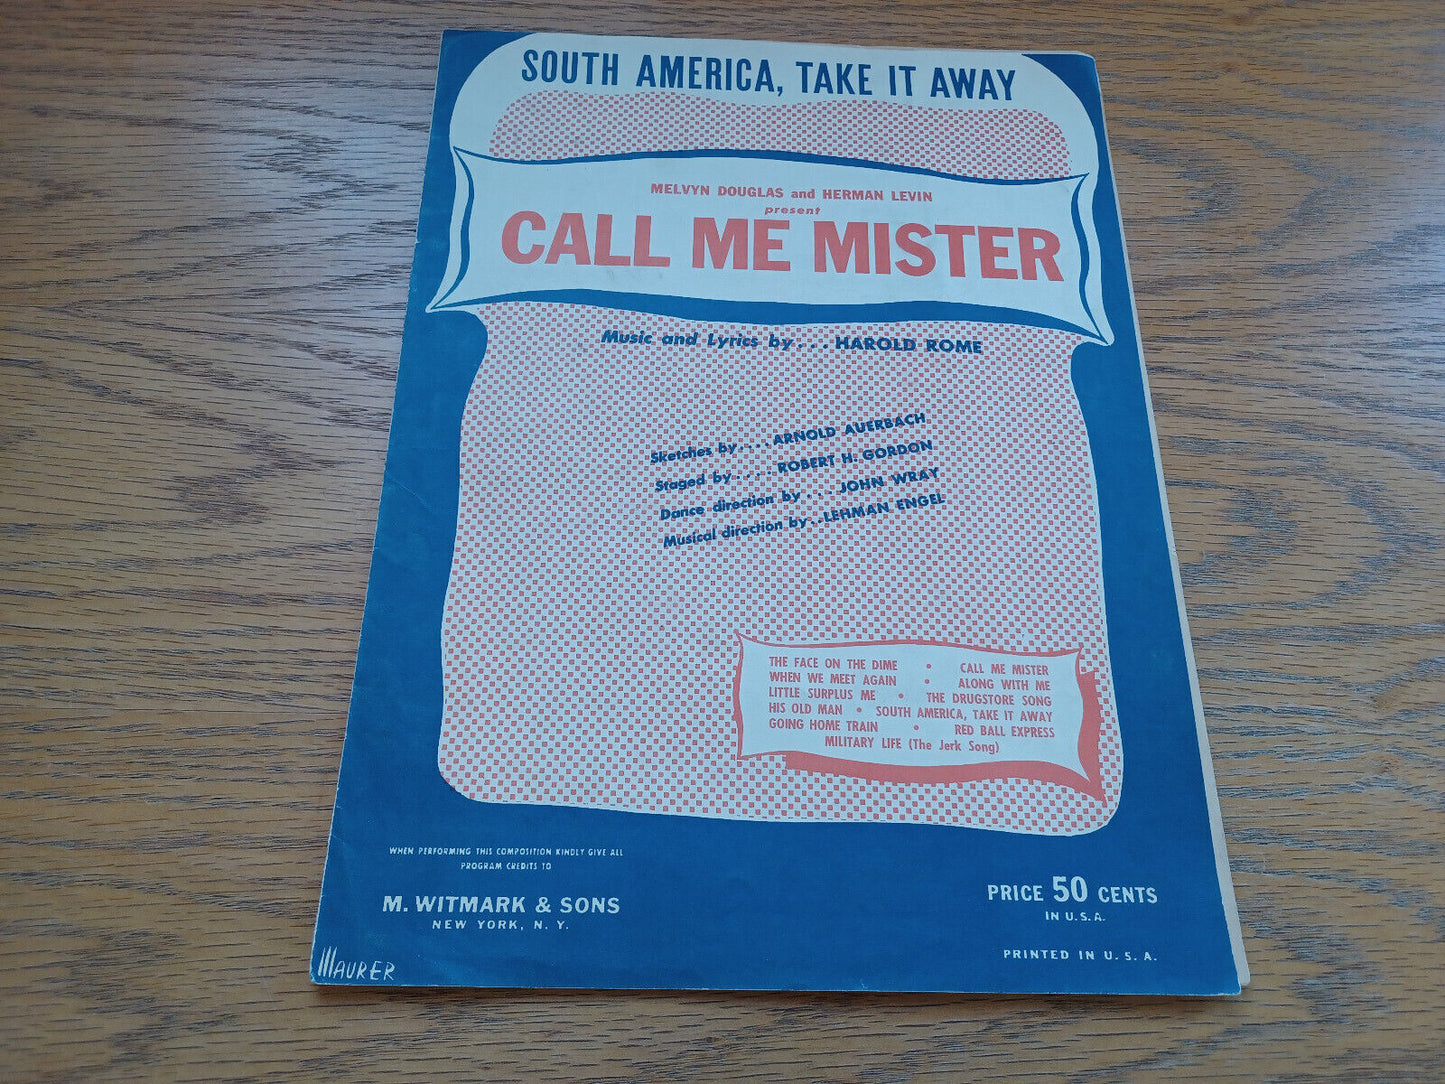 SOUTH AMERICA, TAKE IT AWAY
MELVYN DOUGLAS and HERMAN LEVIN
present
CALL ME MISTER
Music and Lyrics by... HAROLD ROME
Sketches by.... ARNOLD AUERBACH
Staged by.... ROBERT H. GORDON
Dance direction by... JOHN WRAY
Musical direction by..LEHMAN ENGEL
THE FACE ON THE DIME • CALL ME MISTER
WHEN WE MEET AGAIN • ALONG WITH ME
LITTLE SURPLUS ME • THE DRUGSTORE SONG
HIS OLD MAN • SOUTH AMERICA, TAKE IT AWAY
GOING HOME TRAIN • RED BALL EXPRESS
MILITARY LIFE (The Jerk Song)
WHEN PERFORMING THIS COMPOSITION KINDLY GIVE ALL
PROGRAM CREDITS TO
M. WITMARK & SONS
NEW YORK, N. Y.
PRICE 50 CENTS
IN U.S.A.
PRINTED IN U. S. A.
MAURER